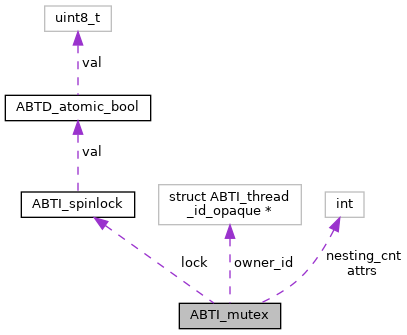 uint8_t
val
ABTD_atomic_bool
val
ABTI_spinlock
struct ABTI_thread
_id_opaque *
int
lock
owner_id
nesting_cnt
attrs
ABTI_mutex